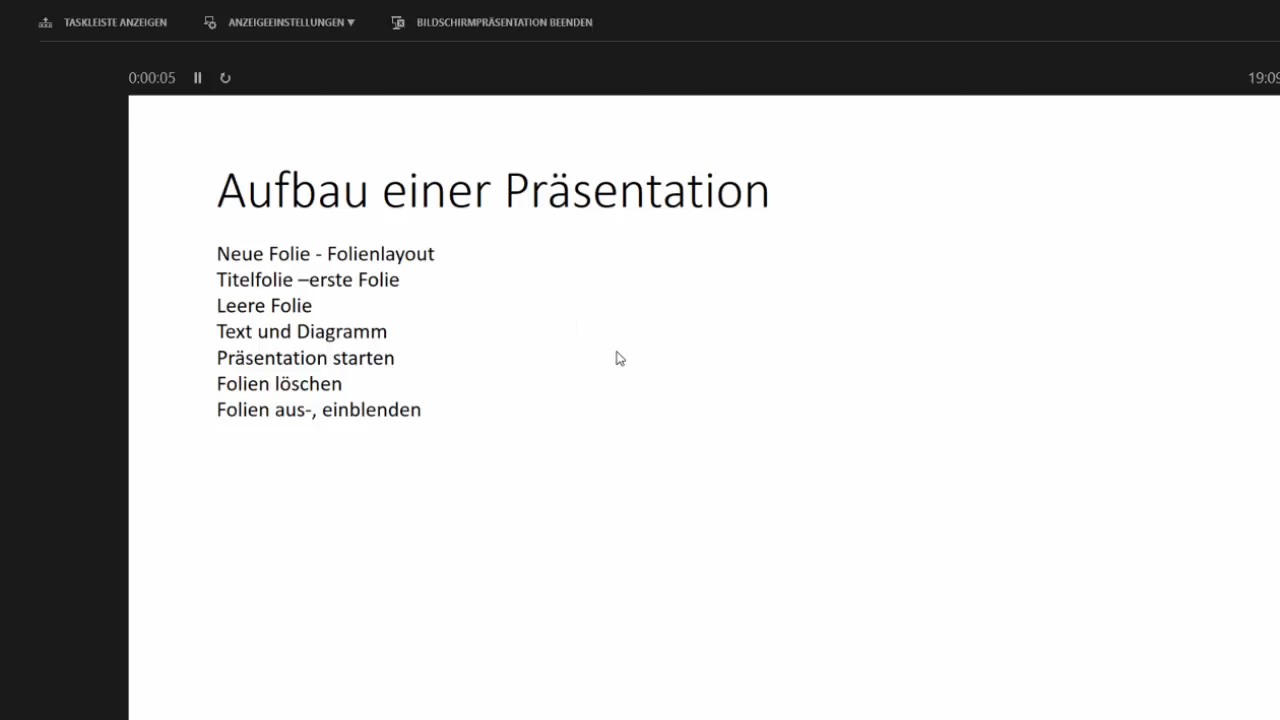 TASKLEISTE ANZEIGEN ANZEIGEEINSTELLUNGEN ▼ BILDSCHIRMPRÄSENTATION BEENDEN
0:00:05 19:09
Aufbau einer Präsentation
Neue Folie - Folienlayout
Titelfolie –erste Folie
Leere Folie
Text und Diagramm
Präsentation starten
Folien löschen
Folien aus-, einblenden